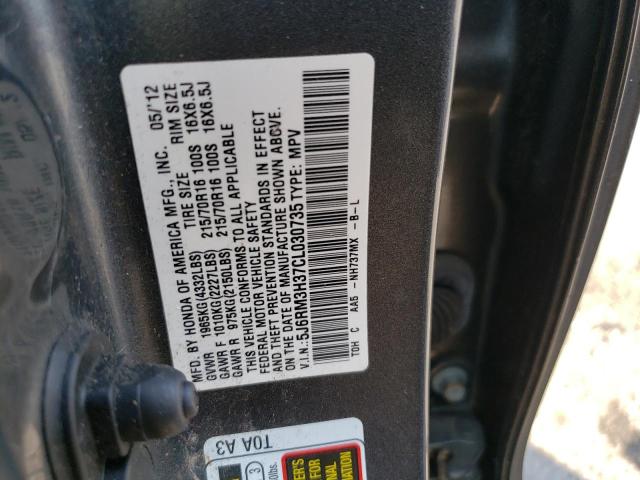 MFD. BY HONDA OF AMERICA MFG., INC. 05/'12
TIRE SIZE RIM SIZE
GVWR 1965KG(4332LBS)
GAWR F 1010KG(2227LBS) 215/70R16 100S 16X6.5J
GAWR R 975KG(2150LBS) 215/70R16 100S 16X6.5J
THIS VEHICLE CONFORMS TO ALL APPLICABLE
FEDERAL MOTOR VEHICLE SAFETY
AND THEFT PREVENTION STANDARDS IN EFFECT
ON THE DATE OF MANUFACTURE SHOWN ABOVE.
V.I.N.: 5J6RM3H37CL030735 TYPE: MPV
TOH C AA5 -NH737MX -B-L
TOA A3
3